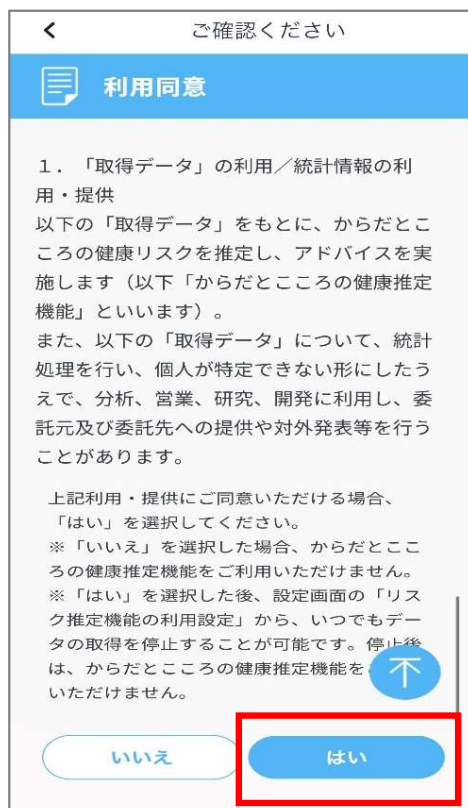 ご確認ください
利用同意
1. 「取得データ」の利用／統計情報の利
用・提供
以下の「取得データ」をもとに、からだとこ
ころの健康リスクを推定し、アドバイスを実
施します（以下「からだとこころの健康推定
機能」といいます）。
また、以下の「取得データ」について、統計
処理を行い、個人が特定できない形にしたう
えで、分析、営業、研究、開発に利用し、委
託元及び委託先への提供や対外発表等を行う
ことがあります。
上記利用・提供にご同意いただける場合、
「はい」を選択してください。
※「いいえ」を選択した場合、からだとここ
ろの健康推定機能をご利用いただけません。
※「はい」を選択した後、設定画面の「リス
ク推定機能の利用設定」から、いつでもデー
タの取得を停止することが可能です。停止後
は、からだとこころの健康推定機能を
いただけません。
いいえ
はい